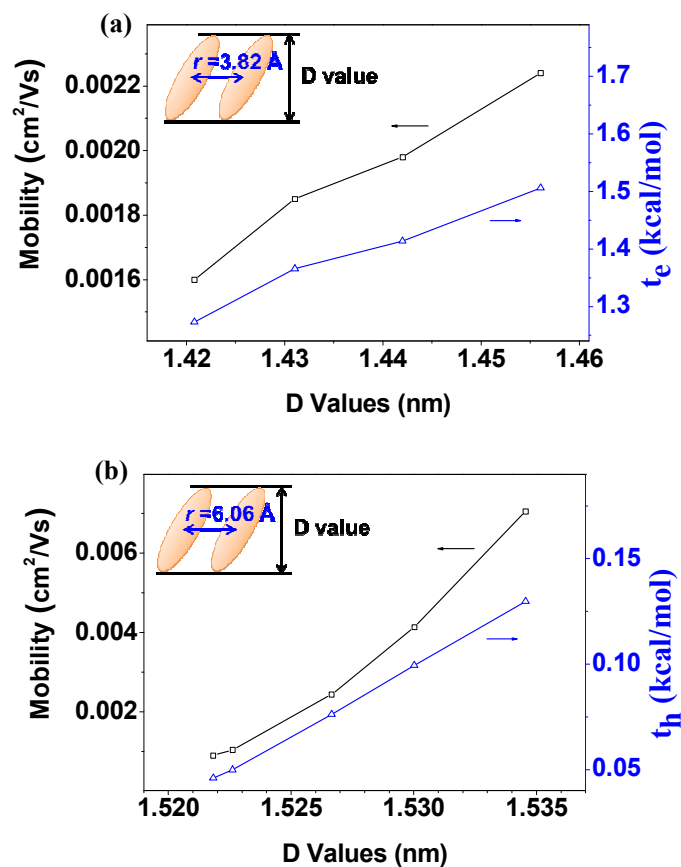 (a)
r =3.82 Å
D value
Mobility (cm²/Vs)
0.0022
0.0020
0.0018
0.0016
1.7
1.6
1.5
1.4
1.3
t_e (kcal/mol)
1.42 1.43 1.44 1.45 1.46
D Values (nm)
(b)
r =6.06 Å
D value
Mobility (cm²/Vs)
0.006
0.004
0.002
0.15
0.10
0.05
t_h (kcal/mol)
1.520 1.525 1.530 1.535
D Values (nm)